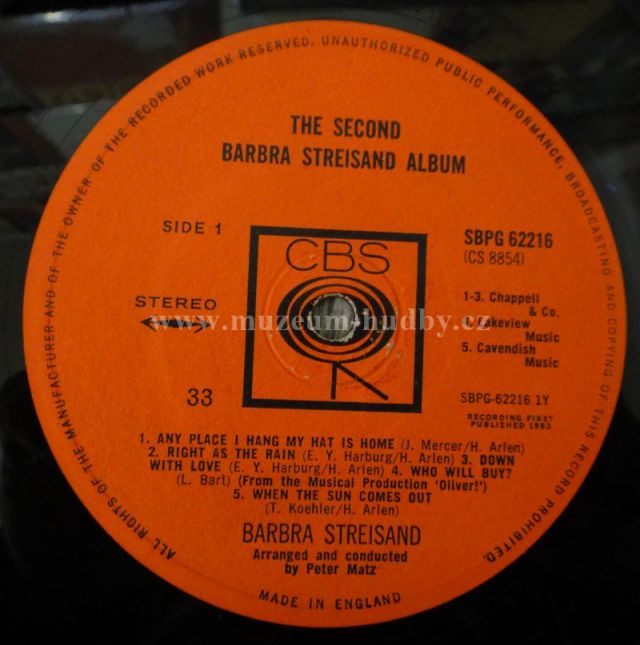 ALL RIGHTS OF THE MANUFACTURER AND OF THE OWNER OF THE RECORDED WORK RESERVED. UNAUTHORIZED PUBLIC PERFORMANCE, BROADCASTING AND COPYING OF THIS RECORD PROHIBITED.
THE SECOND
BARBRA STREISAND ALBUM
SIDE 1
CBS
SBPG 62216
(CS 8854)
STEREO
1-3. Chappell
& Co.
Music
5. Cavendish
Music
www.muzeum-hudby.cz
33
SBPG-62216 1Y
RECORDING FIRST
PUBLISHED 1963
1. ANY PLACE I HANG MY HAT IS HOME (J. Mercer/H. Arlen)
2. RIGHT AS THE RAIN (E. Y. Harburg/H. Arlen) 3. DOWN
WITH LOVE (E. Y. Harburg/H. Arlen) 4. WHO WILL BUY?
(L. Bart) (From the Musical Production 'Oliver!')
5. WHEN THE SUN COMES OUT
(T. Koehler/H. Arlen)
BARBRA STREISAND
Arranged and conducted
by Peter Matz
MADE IN ENGLAND